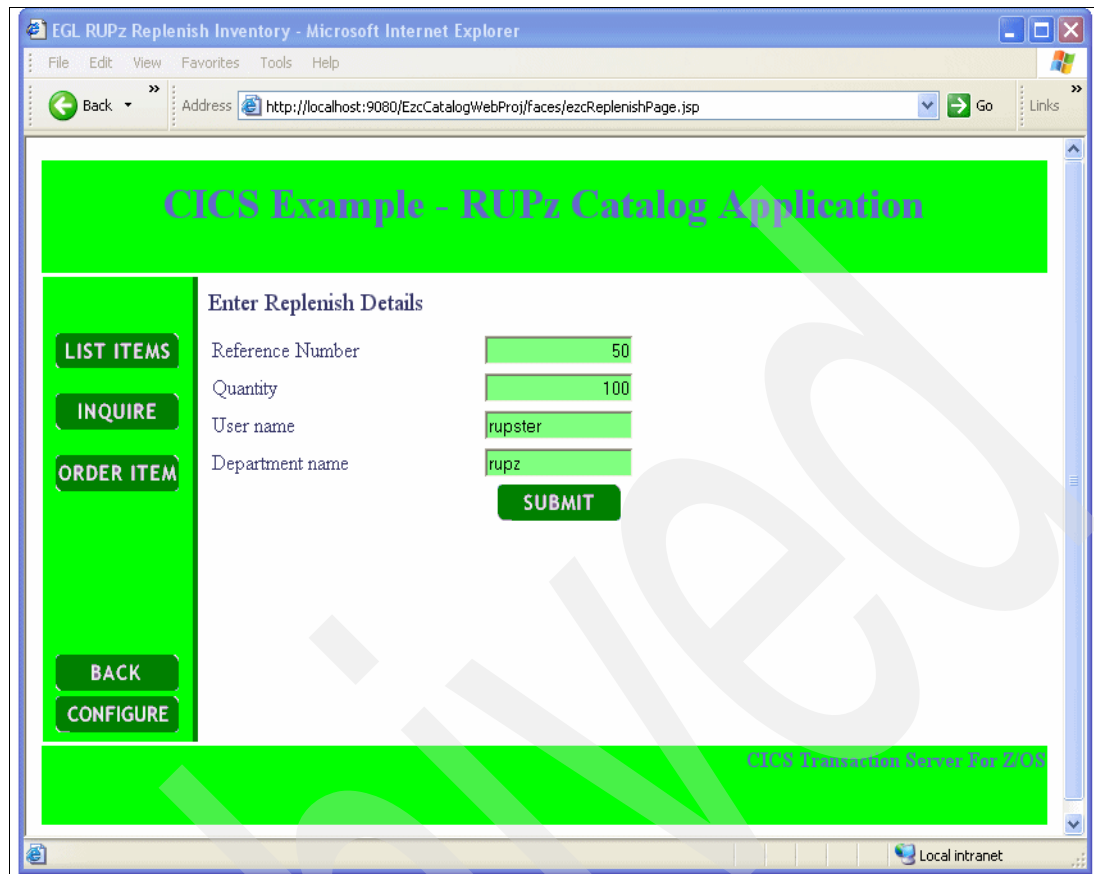 EGL RUPz Replenish Inventory - Microsoft Internet Explorer
File Edit View Favorites Tools Help
Back Address http://localhost:9080/EzcCatalogWebProj/faces/ezcReplenishPage.jsp Go Links
CICS Example - RUPz Catalog Application
Enter Replenish Details
LIST ITEMS
INQUIRE
ORDER ITEM
BACK
CONFIGURE
Reference Number 50
Quantity 100
User name rupster
Department name rupz
SUBMIT
CICS Transaction Server For Z/OS
Local intranet